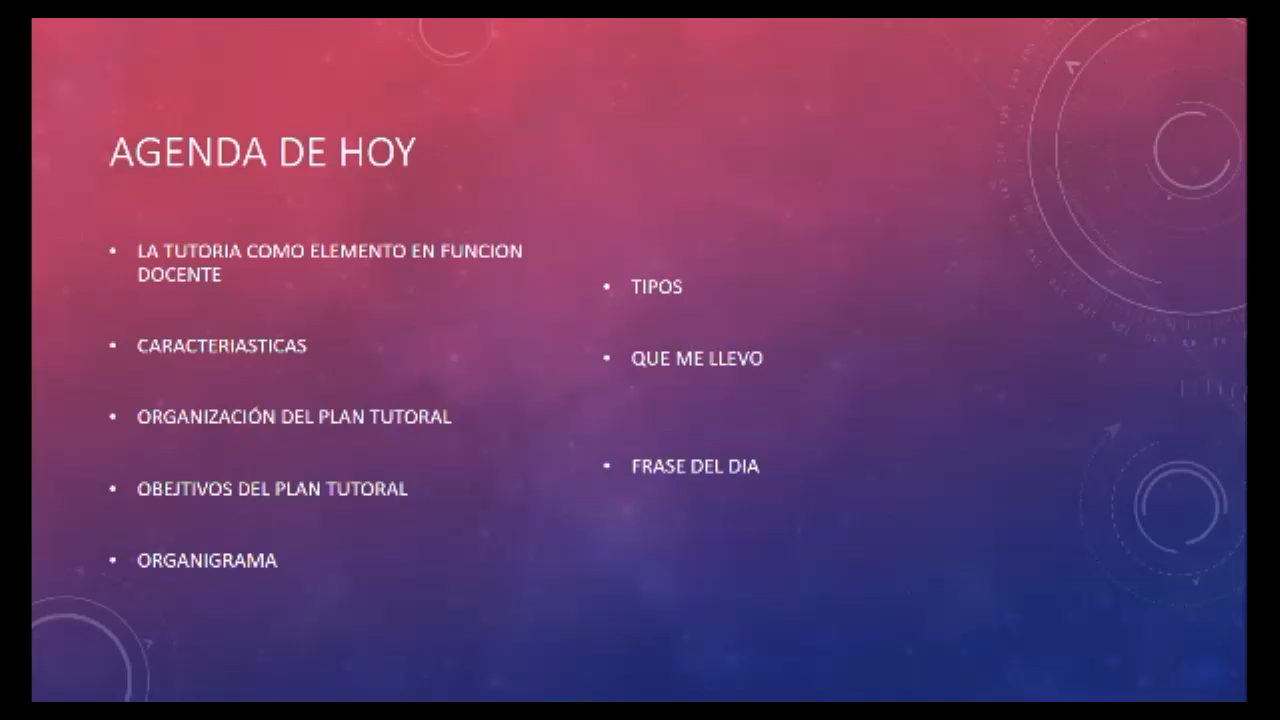 AGENDA DE HOY
• LA TUTORIA COMO ELEMENTO EN FUNCION
DOCENTE
• CARACTERIASTICAS
• ORGANIZACIÓN DEL PLAN TUTORAL
• OBEJTIVOS DEL PLAN TUTORAL
• ORGANIGRAMA
• TIPOS
• QUE ME LLEVO
• FRASE DEL DIA